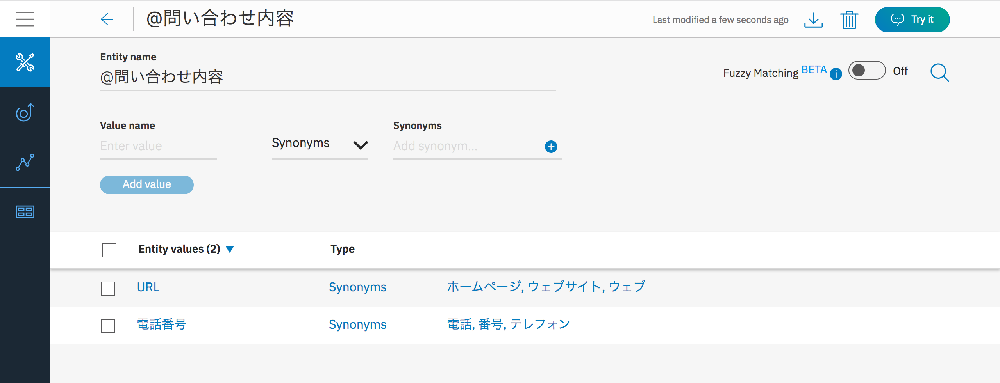 @問い合わせ内容
Last modified a few seconds ago
Try it
Entity name
@問い合わせ内容
Fuzzy Matching BETA i Off
Value name
Synonyms
Enter value
Synonyms
Add synonym...
Add value
Entity values (2) ▼ Type
URL Synonyms ホームページ, ウェブサイト, ウェブ
電話番号 Synonyms 電話, 番号, テレフォン